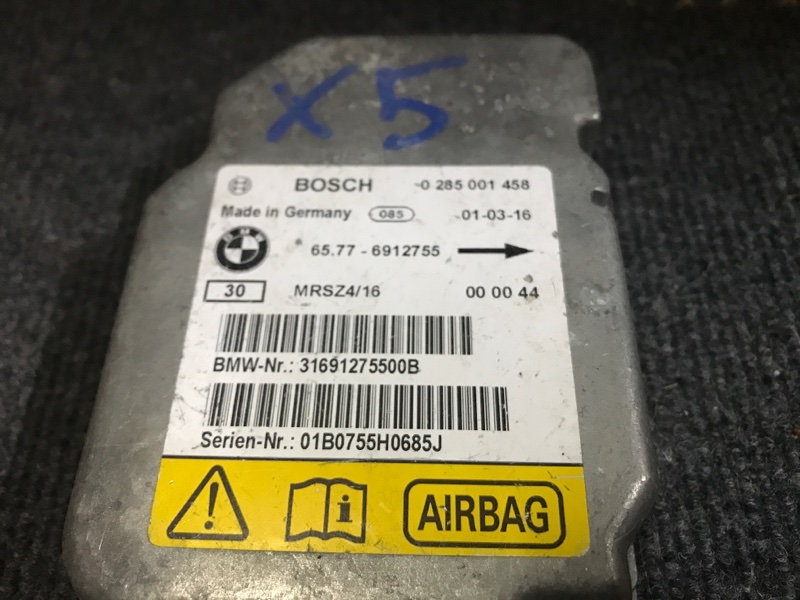 X5
BOSCH 0 285 001 458
Made in Germany 085 01-03-16
BMW 65.77 - 6912755
30 MRSZ4/16 00 00 44
BMW-Nr.: 31691275500B
Serien-Nr.: 01B0755H0685J
AIRBAG